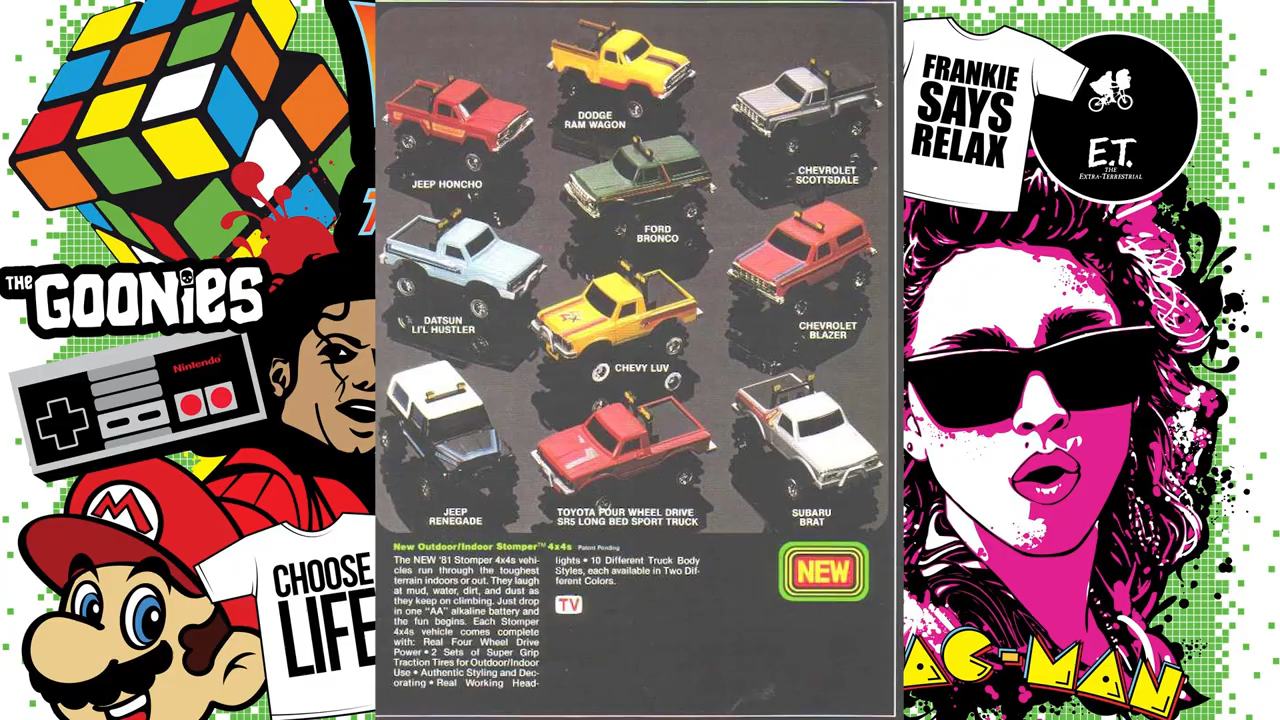 THE
GOONIES
Nintendo
M
CHOOSE
LIFE
DODGE
RAM WAGON
JEEP HONCHO
CHEVROLET
SCOTTSDALE
FORD
BRONCO
DATSUN
LI'L HUSTLER
CHEVROLET
BLAZER
CHEVY LUV
JEEP
RENEGADE
TOYOTA FOUR WHEEL DRIVE
SR5 LONG BED SPORT TRUCK
SUBARU
BRAT
New Outdoor/Indoor Stomper™ 4x4s Patent Pending
The NEW '81 Stomper 4x4s vehi-
cles run through the toughest
terrain indoors or out. They laugh
at mud, water, dirt, and dust as
they keep on climbing. Just drop
in one "AA" alkaline battery and
the fun begins. Each Stomper
4x4s vehicle comes complete
with: Real Four Wheel Drive
Power • 2 Sets of Super Grip
Traction Tires for Outdoor/Indoor
Use • Authentic Styling and Dec-
orating • Real Working Head-
lights • 10 Different Truck Body
Styles, each available in Two Dif-
ferent Colors.
TV
NEW
FRANKIE
SAYS
RELAX
E.T.
THE
EXTRA-TERRESTRIAL
AC-MAN